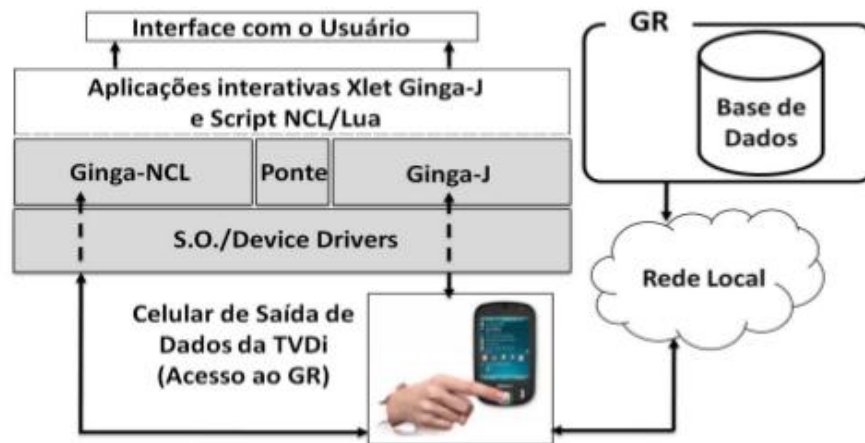 Interface com o Usuário
Aplicações interativas Xlet Ginga-J
e Script NCL/Lua
Ginga-NCL
Ponte
Ginga-J
S.O./Device Drivers
Celular de Saída de
Dados da TVDi
(Acesso ao GR)
GR
Base de
Dados
Rede Local